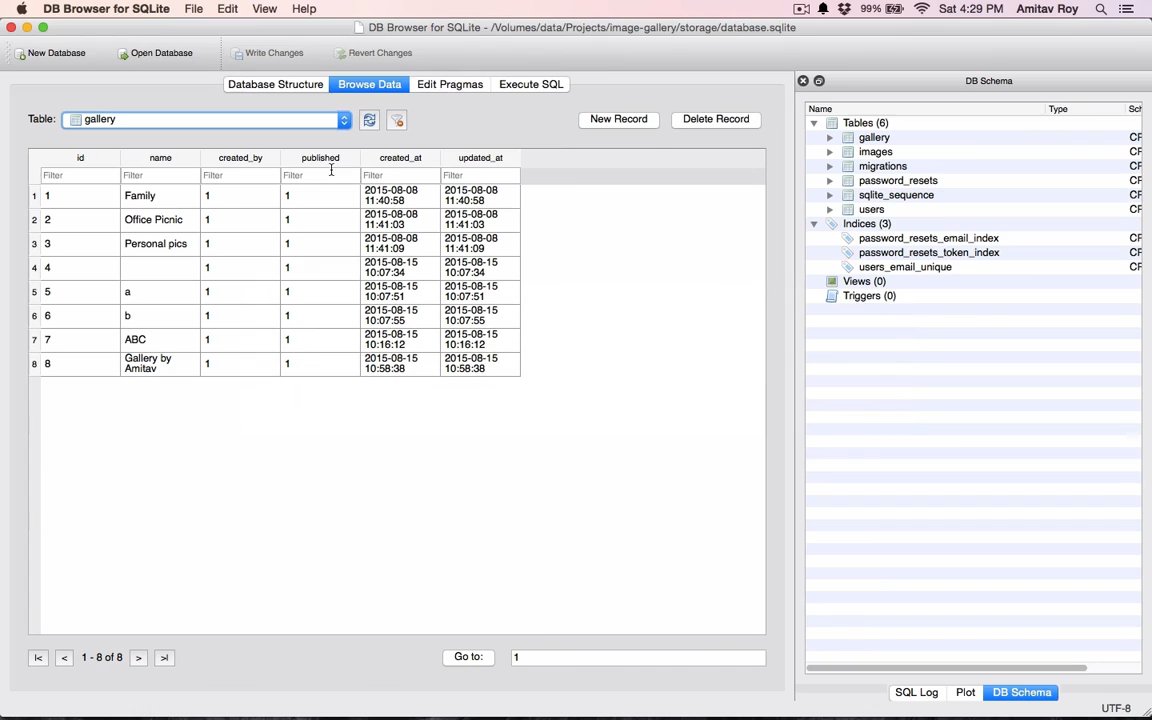 DB Browser for SQLite File Edit View Help 99% Sat 4:29 PM Amitav Roy
DB Browser for SQLite - /Volumes/data/Projects/image-gallery/storage/database.sqlite
New Database Open Database Write Changes Revert Changes
Database Structure Browse Data Edit Pragmas Execute SQL
Table: gallery New Record Delete Record
id name created_by published created_at updated_at
Filter Filter Filter Filter Filter Filter
1 1 Family 1 1 2015-08-08 11:40:58 2015-08-08 11:40:58
2 2 Office Picnic 1 1 2015-08-08 11:41:03 2015-08-08 11:41:03
3 3 Personal pics 1 1 2015-08-08 11:41:09 2015-08-08 11:41:09
4 4 1 1 2015-08-15 10:07:34 2015-08-15 10:07:34
5 5 a 1 1 2015-08-15 10:07:51 2015-08-15 10:07:51
6 6 b 1 1 2015-08-15 10:07:55 2015-08-15 10:07:55
7 7 ABC 1 1 2015-08-15 10:16:12 2015-08-15 10:16:12
8 8 Gallery by Amitav 1 1 2015-08-15 10:58:38 2015-08-15 10:58:38
|< < 1 - 8 of 8 > >| Go to: 1
DB Schema
Name Type Sch
Tables (6)
gallery CF
images CF
migrations CF
password_resets CF
sqlite_sequence CF
users CF
Indices (3)
password_resets_email_index CF
password_resets_token_index CF
users_email_unique CF
Views (0)
Triggers (0)
SQL Log Plot DB Schema
UTF-8